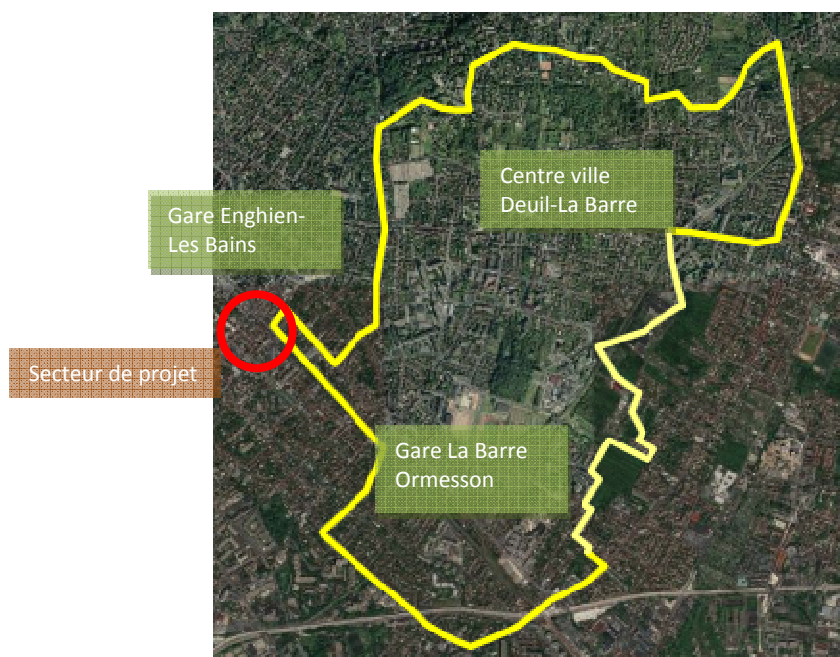 Centre ville
Deuil-La Barre
Gare Enghien-
Les Bains
Secteur de projet
Gare La Barre
Ormesson